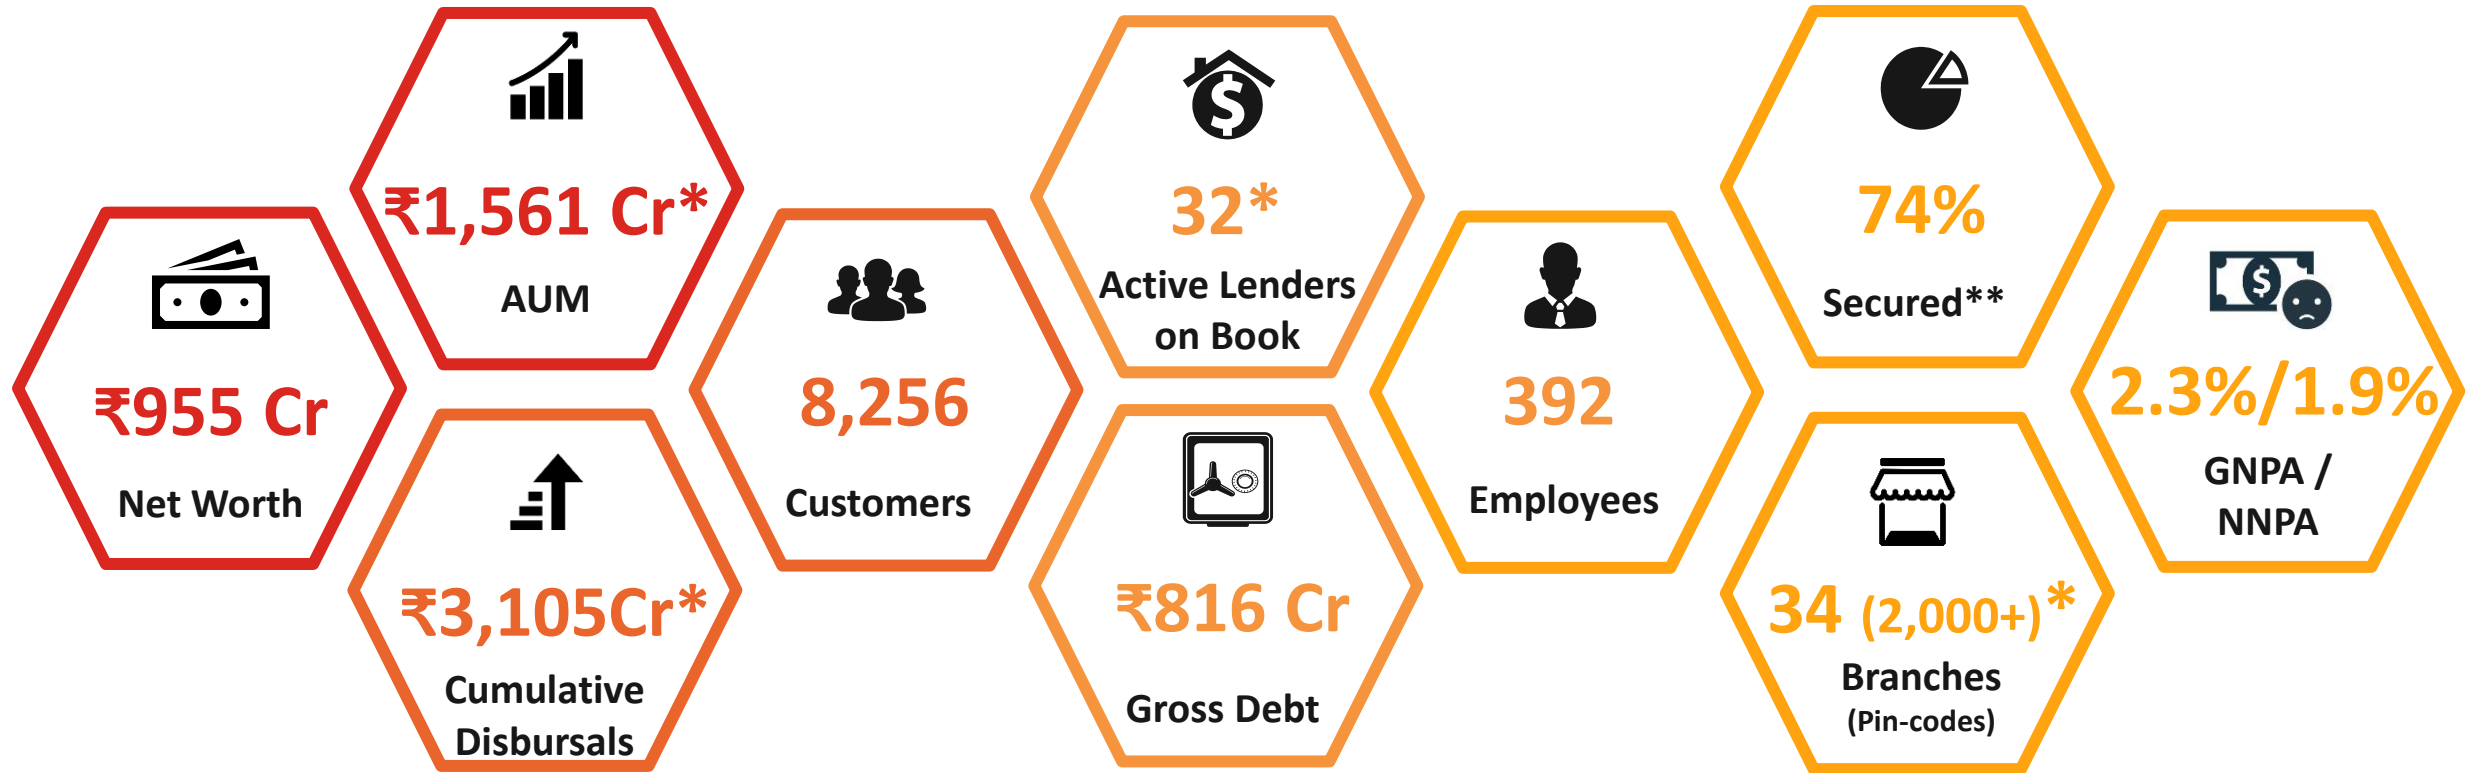 ₹955 Cr
Net Worth
₹1,561 Cr*
AUM
₹3,105Cr*
Cumulative
Disbursals
8,256
Customers
32*
Active Lenders
on Book
₹816 Cr
Gross Debt
392
Employees
74%
Secured**
34 (2,000+)*
Branches
(Pin-codes)
2.3%/1.9%
GNPA /
NNPA